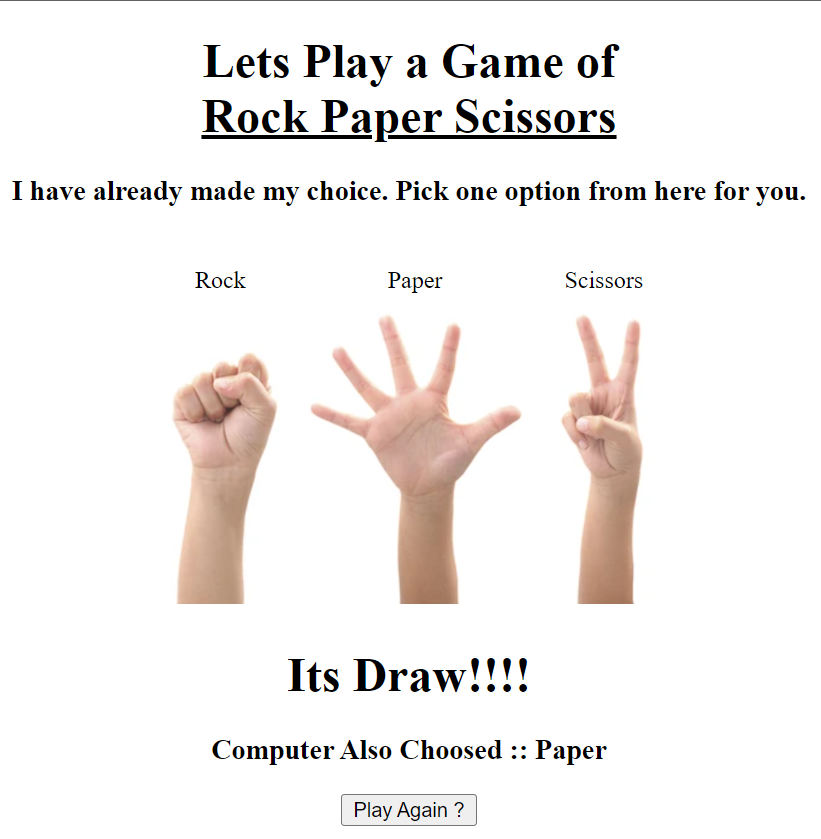 Lets Play a Game of
Rock Paper Scissors
I have already made my choice. Pick one option from here for you.
Rock Paper Scissors
Its Draw!!!!
Computer Also Choosed :: Paper
Play Again ?